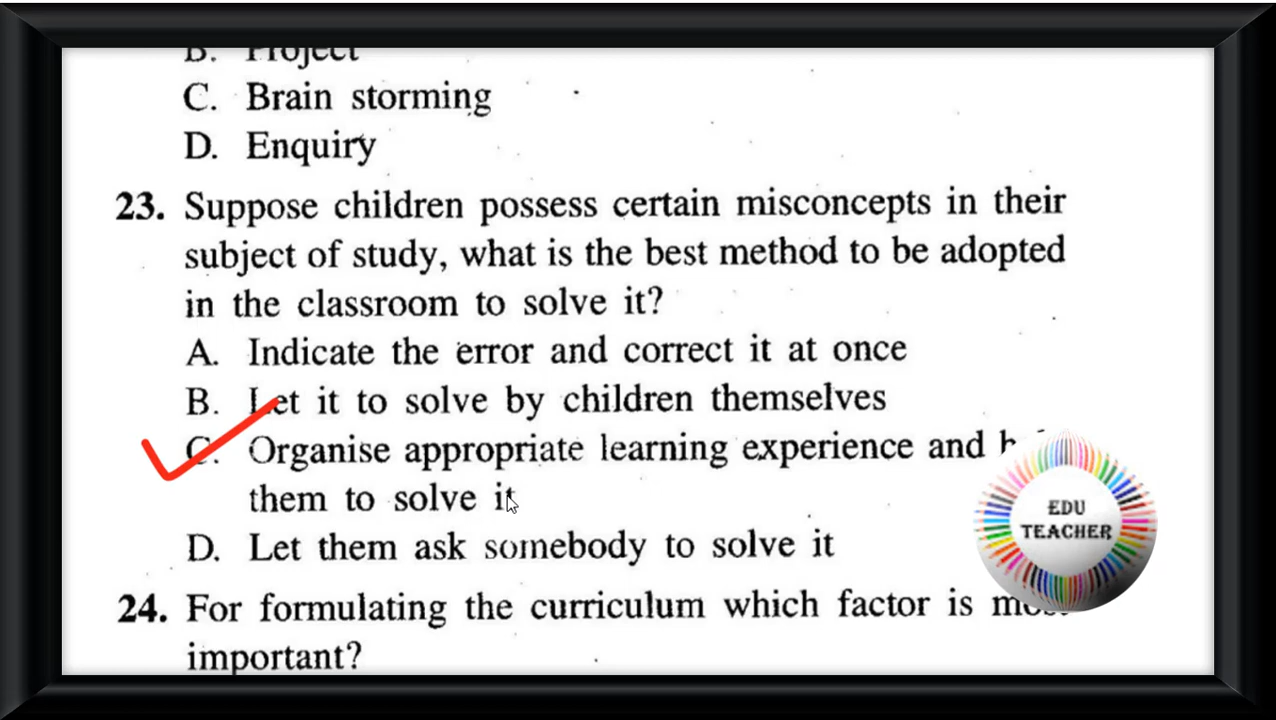 B. Project
C. Brain storming
D. Enquiry
23. Suppose children possess certain misconcepts in their
subject of study, what is the best method to be adopted
in the classroom to solve it?
A. Indicate the error and correct it at once
B. Let it to solve by children themselves
C. Organise appropriate learning experience and
them to solve it
D. Let them ask somebody to solve it
24. For formulating the curriculum which factor is most
important?
EDU
TEACHER